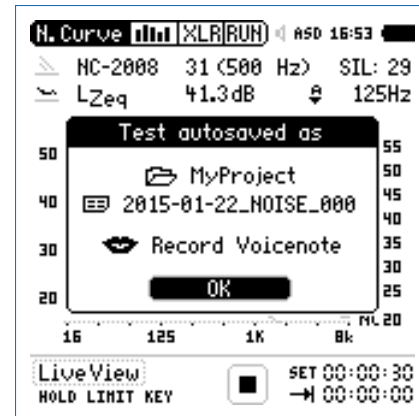 N. Curve XLR RUN ASD 16:53
NC-2008 31 (500 Hz) SIL: 29
LZeq 41.3dB 125Hz
Test autosaved as
MyProject
2015-01-22_NOISE_000
Record Voicenote
OK
50 55
50
40 45
40
30 35
30
20 25
NC 20
16 125 1K 8k
LiveView SET 00:00:30
HOLD LIMIT KEY 00:00:00